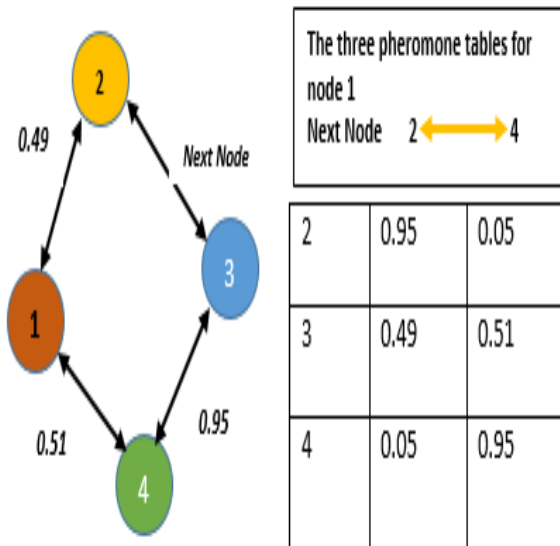 2
0.49
Next Node
3
1
0.51
0.95
4
The three pheromone tables for
node 1
Next Node 2 4
2 0.95 0.05
3 0.49 0.51
4 0.05 0.95